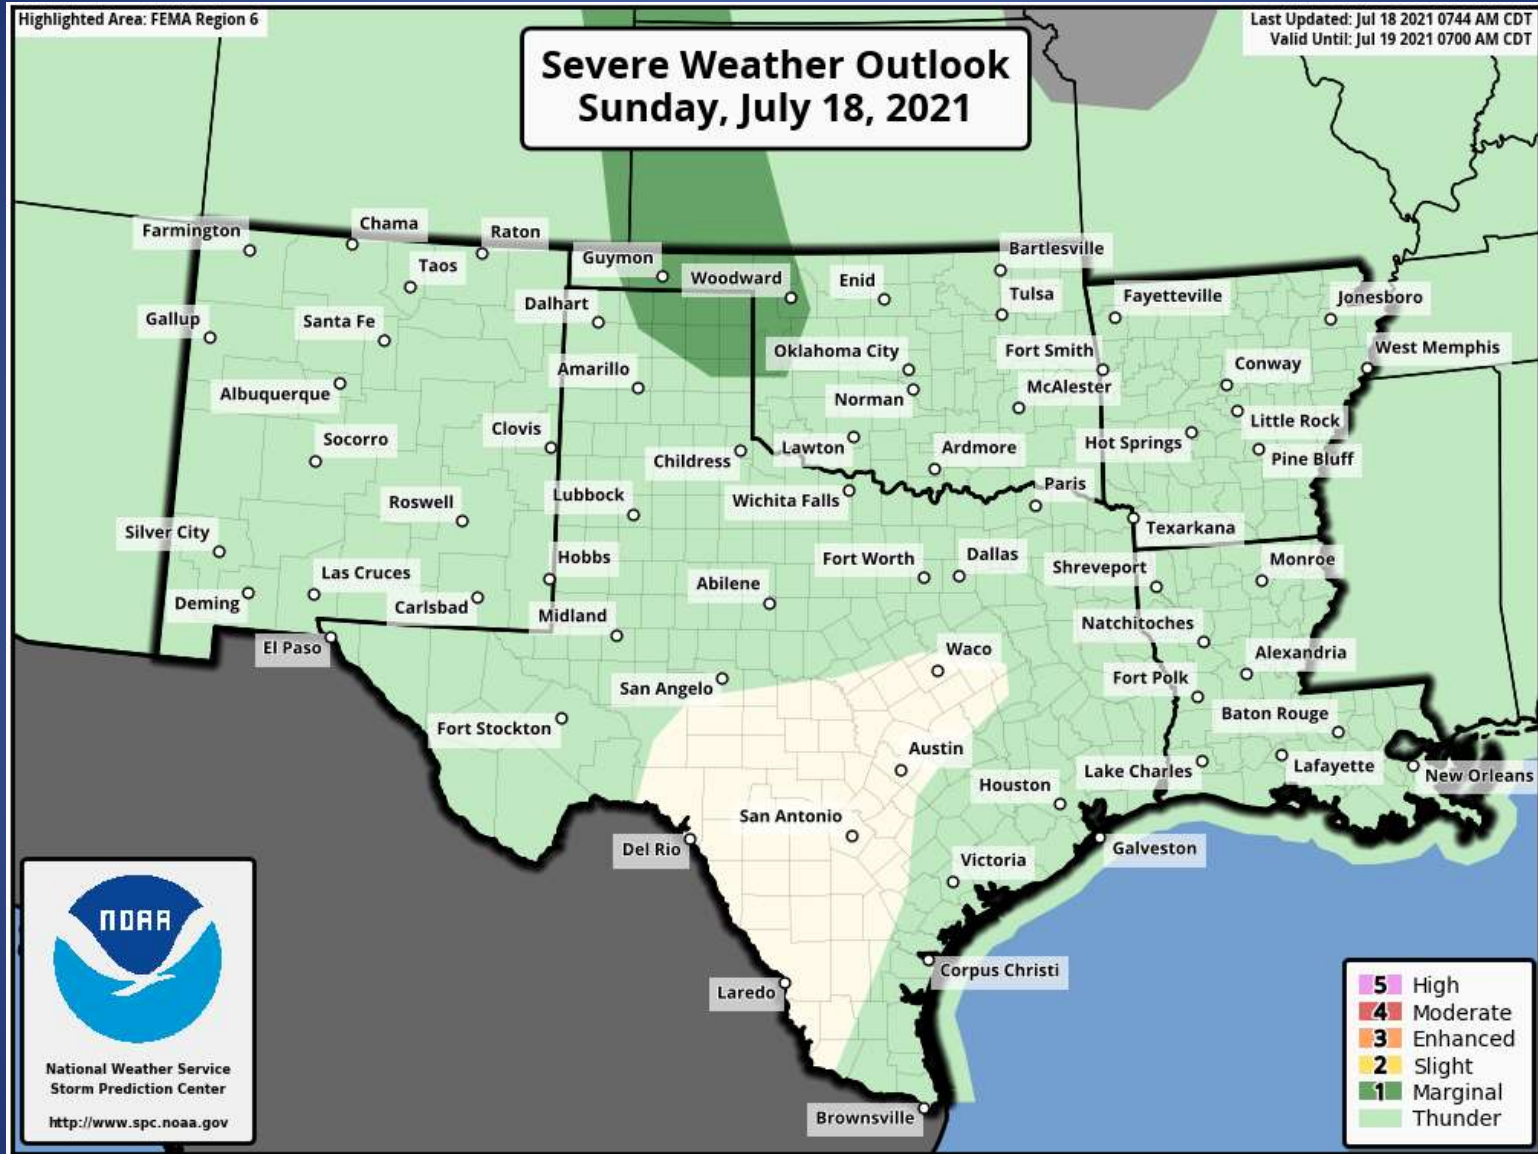 Highlighted Area: FEMA Region 6
Last Updated: Jul 18 2021 0744 AM CDT
Valid Until: Jul 19 2021 0700 AM CDT
Severe Weather Outlook
Sunday, July 18, 2021
Farmington
Chama
Raton
Taos
Guymon
Woodward
Enid
Bartlesville
Tulsa
Fayetteville
Jonesboro
Gallup
Santa Fe
Dalhart
Oklahoma City
Fort Smith
West Memphis
Albuquerque
Amarillo
Norman
McAlester
Conway
Little Rock
Socorro
Clovis
Childress
Lawton
Ardmore
Hot Springs
Pine Bluff
Roswell
Lubbock
Wichita Falls
Paris
Texarkana
Silver City
Las Cruces
Hobbs
Fort Worth
Dallas
Shreveport
Monroe
Deming
Carlsbad
Midland
Abilene
Natchitoches
El Paso
San Angelo
Waco
Fort Polk
Alexandria
Fort Stockton
Austin
Baton Rouge
Houston
Lake Charles
Lafayette
New Orleans
San Antonio
Del Rio
Victoria
Galveston
Laredo
Corpus Christi
Brownsville
NOAA
National Weather Service
Storm Prediction Center
http://www.spc.noaa.gov
5 High
4 Moderate
3 Enhanced
2 Slight
1 Marginal
Thunder